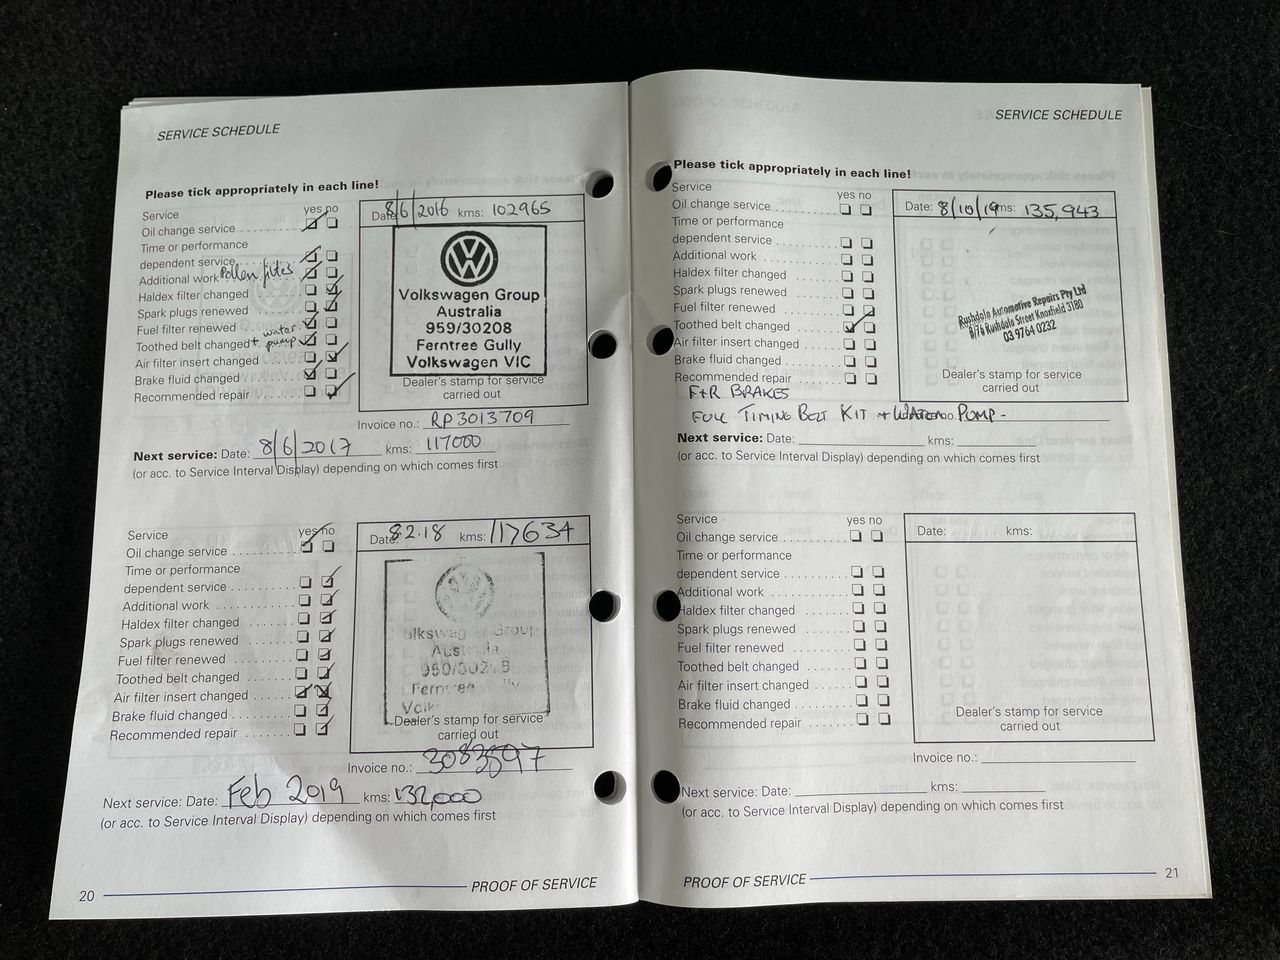 SERVICE SCHEDULE
Please tick appropriately in each line!
Service yes no
Oil change service
Time or performance
dependent service
Additional work Pollen filter
Haldex filter changed
Spark plugs renewed
Fuel filter renewed
Toothed belt changed + water pump
Air filter insert changed
Brake fluid changed
Recommended repair
Date: 8/6/2016 kms: 102965
Volkswagen Group
Australia
959/30208
Ferntree Gully
Volkswagen VIC
Dealer's stamp for service
carried out
Invoice no.: RP3013709
Next service: Date: 8/6/2017 kms: 117000
(or acc. to Service Interval Display) depending on which comes first
Service yes no
Oil change service
Time or performance
dependent service
Additional work
Haldex filter changed
Spark plugs renewed
Fuel filter renewed
Toothed belt changed
Air filter insert changed
Brake fluid changed
Recommended repair
Date: 8.2.18 kms: 117634
Dealer's stamp for service
carried out
Invoice no.: 3083897
Next service: Date: Feb 2019 kms: 132,000
(or acc. to Service Interval Display) depending on which comes first
20 PROOF OF SERVICE
SERVICE SCHEDULE
Please tick appropriately in each line!
Service yes no
Oil change service
Time or performance
dependent service
Additional work
Haldex filter changed
Spark plugs renewed
Fuel filter renewed
Toothed belt changed
Air filter insert changed
Brake fluid changed
Recommended repair
F+R BRAKES
FULL TIMING BELT KIT + WATER PUMP -
Date: 8/10/19 kms: 135,943
Rushdale Automotive Repairs Pty Ltd
6/76 Rushdale Street Knoxfield 3180
03 9764 0232
Dealer's stamp for service
carried out
Next service: Date: kms:
(or acc. to Service Interval Display) depending on which comes first
Service yes no
Oil change service
Time or performance
dependent service
Additional work
Haldex filter changed
Spark plugs renewed
Fuel filter renewed
Toothed belt changed
Air filter insert changed
Brake fluid changed
Recommended repair
Date: kms:
Dealer's stamp for service
carried out
Invoice no.:
Next service: Date: kms:
(or acc. to Service Interval Display) depending on which comes first
PROOF OF SERVICE 21